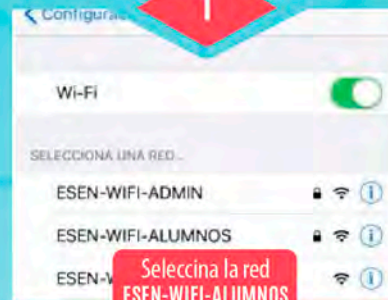 Configura
1
Wi-Fi
SELECCIONA UNA RED...
ESEN-WIFI-ADMIN
ESEN-WIFI-ALUMNOS
ESEN-W
Seleccina la red
ESEN-WIFI-ALUMNOS